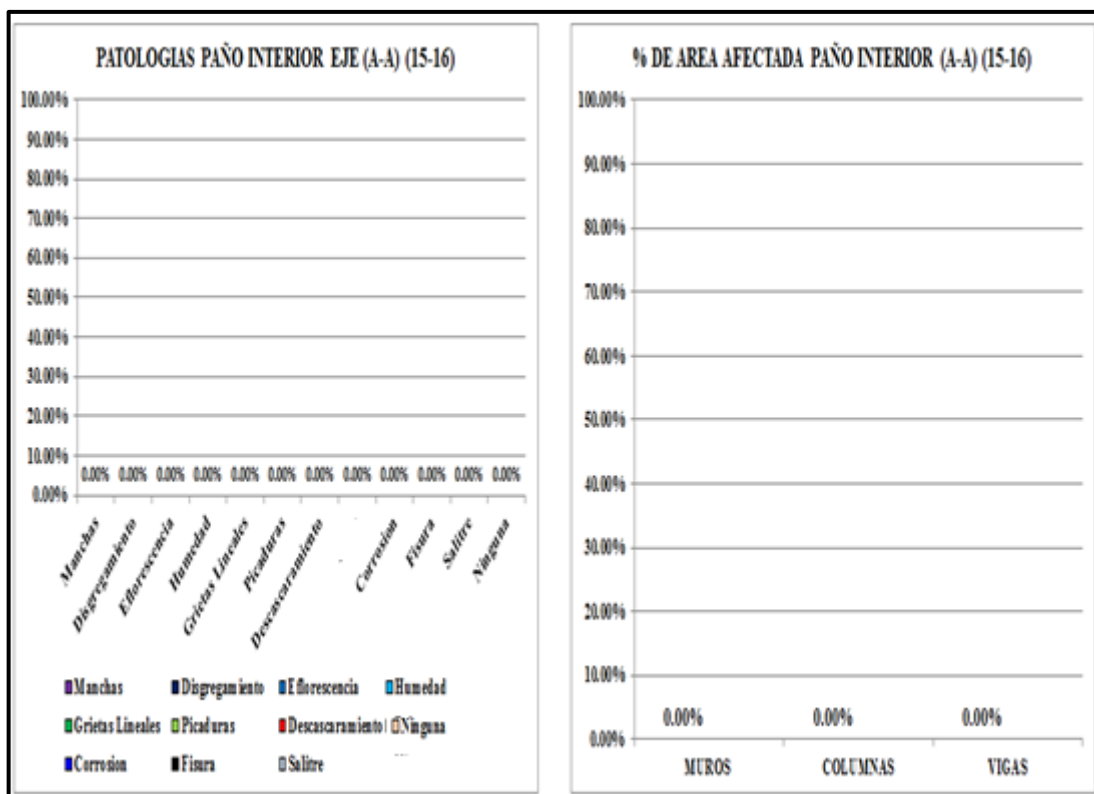 PATOLOGIAS PAÑO INTERIOR EJE (A-A) (15-16)
100.00%
90.00%
80.00%
70.00%
60.00%
50.00%
40.00%
30.00%
20.00%
10.00%
0.00%
0.00% 0.00% 0.00% 0.00% 0.00% 0.00% 0.00% 0.00% 0.00% 0.00% 0.00% 0.00%
Manchas
Disgregamiento
Eflorescencia
Humedad
Grietas Lineales
Picaduras
Descascaramiento
Corrosion
Fisura
Salitre
Ninguna
Manchas Disgregamiento Eflorescencia Humedad
Grietas Lineales Picaduras Descascaramiento Ninguna
Corrosion Fisura Salitre
% DE AREA AFECTADA PAÑO INTERIOR (A-A) (15-16)
100.00%
90.00%
80.00%
70.00%
60.00%
50.00%
40.00%
30.00%
20.00%
10.00%
0.00%
0.00% 0.00% 0.00%
MUROS COLUMNAS VIGAS